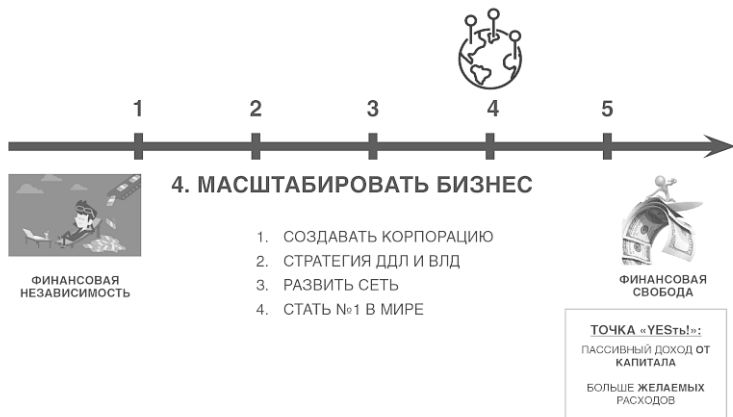 1 2 3 4 5
4. МАСШТАБИРОВАТЬ БИЗНЕС
1. СОЗДАВАТЬ КОРПОРАЦИЮ
2. СТРАТЕГИЯ ДДЛ И ВЛД
3. РАЗВИТЬ СЕТЬ
4. СТАТЬ №1 В МИРЕ
ФИНАНСОВАЯ
НЕЗАВИСИМОСТЬ
ФИНАНСОВАЯ
СВОБОДА
ТОЧКА «YESть!»:
ПАССИВНЫЙ ДОХОД ОТ
КАПИТАЛА
БОЛЬШЕ ЖЕЛАЕМЫХ
РАСХОДОВ